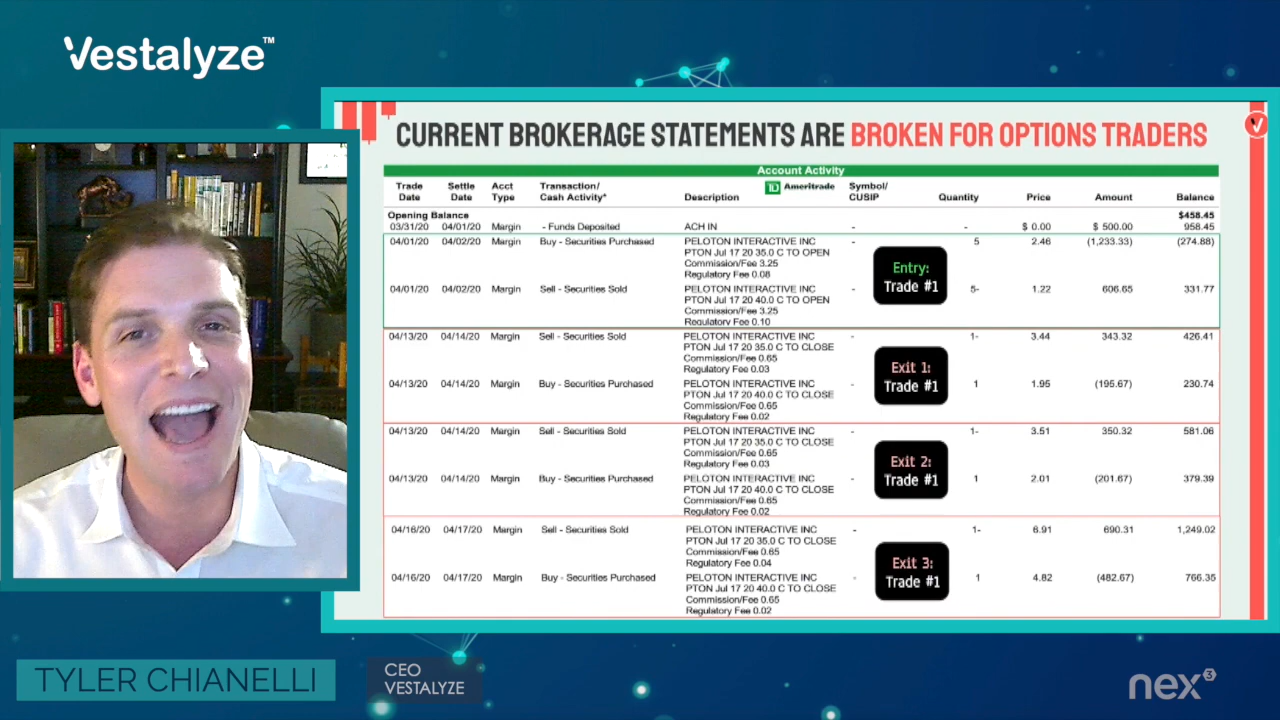 Vestalyze™
CURRENT BROKERAGE STATEMENTS ARE BROKEN FOR OPTIONS TRADERS
Account Activity
Trade Date Settle Date Acct Type Transaction/ Cash Activity* Description TD Ameritrade Symbol/ CUSIP Quantity Price Amount Balance
Opening Balance $458.45
03/31/20 04/01/20 Margin - Funds Deposited ACH IN - - $ 0.00 $ 500.00 958.45
04/01/20 04/02/20 Margin Buy - Securities Purchased PELOTON INTERACTIVE INC - 5 2.46 (1,233.33) (274.88)
PTON Jul 17 20 35.0 C TO OPEN
Commission/Fee 3.25
Regulatory Fee 0.08
Entry:
Trade #1
04/01/20 04/02/20 Margin Sell - Securities Sold PELOTON INTERACTIVE INC - 5- 1.22 606.65 331.77
PTON Jul 17 20 40.0 C TO OPEN
Commission/Fee 3.25
Regulatory Fee 0.10
04/13/20 04/14/20 Margin Sell - Securities Sold PELOTON INTERACTIVE INC - 1- 3.44 343.32 426.41
PTON Jul 17 20 35.0 C TO CLOSE
Commission/Fee 0.65
Regulatory Fee 0.03
Exit 1:
Trade #1
04/13/20 04/14/20 Margin Buy - Securities Purchased PELOTON INTERACTIVE INC - 1 1.95 (195.67) 230.74
PTON Jul 17 20 40.0 C TO CLOSE
Commission/Fee 0.65
Regulatory Fee 0.02
04/13/20 04/14/20 Margin Sell - Securities Sold PELOTON INTERACTIVE INC - 1- 3.51 350.32 581.06
PTON Jul 17 20 35.0 C TO CLOSE
Commission/Fee 0.65
Regulatory Fee 0.03
Exit 2:
Trade #1
04/13/20 04/14/20 Margin Buy - Securities Purchased PELOTON INTERACTIVE INC - 1 2.01 (201.67) 379.39
PTON Jul 17 20 40.0 C TO CLOSE
Commission/Fee 0.65
Regulatory Fee 0.02
04/16/20 04/17/20 Margin Sell - Securities Sold PELOTON INTERACTIVE INC - 1- 6.91 690.31 1,249.02
PTON Jul 17 20 35.0 C TO CLOSE
Commission/Fee 0.65
Regulatory Fee 0.04
Exit 3:
Trade #1
04/16/20 04/17/20 Margin Buy - Securities Purchased PELOTON INTERACTIVE INC - 1 4.82 (482.67) 766.35
PTON Jul 17 20 40.0 C TO CLOSE
Commission/Fee 0.65
Regulatory Fee 0.02
TYLER CHIANELLI
CEO
VESTALYZE
nex3